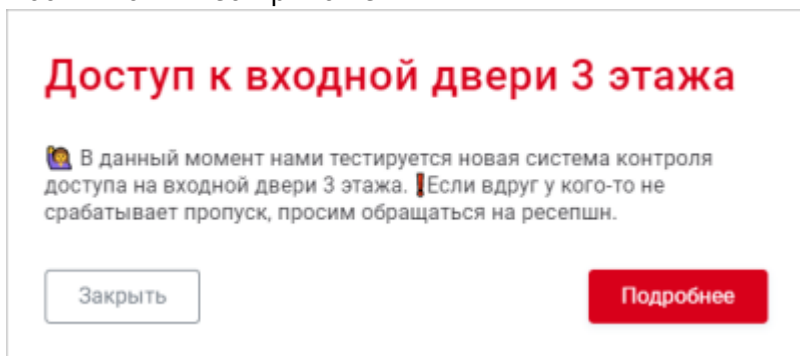 Доступ к входной двери 3 этажа
🙋 В данный момент нами тестируется новая система контроля
доступа на входной двери 3 этажа. ❗Если вдруг у кого-то не
срабатывает пропуск, просим обращаться на ресепшн.
Закрыть
Подробнее